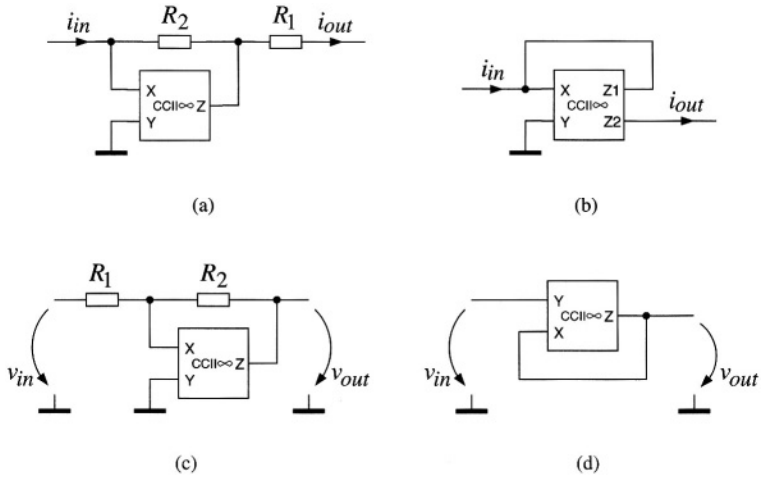 i_in R_2 R_1 i_out
X
CCII∞ Z
Y
(a)
i_in X Z1
CCII∞ i_out
Y Z2
(b)
R_1 R_2
X
CCII∞ Z
Y
v_in v_out
(c)
Y
CCII∞ Z
X
v_in v_out
(d)